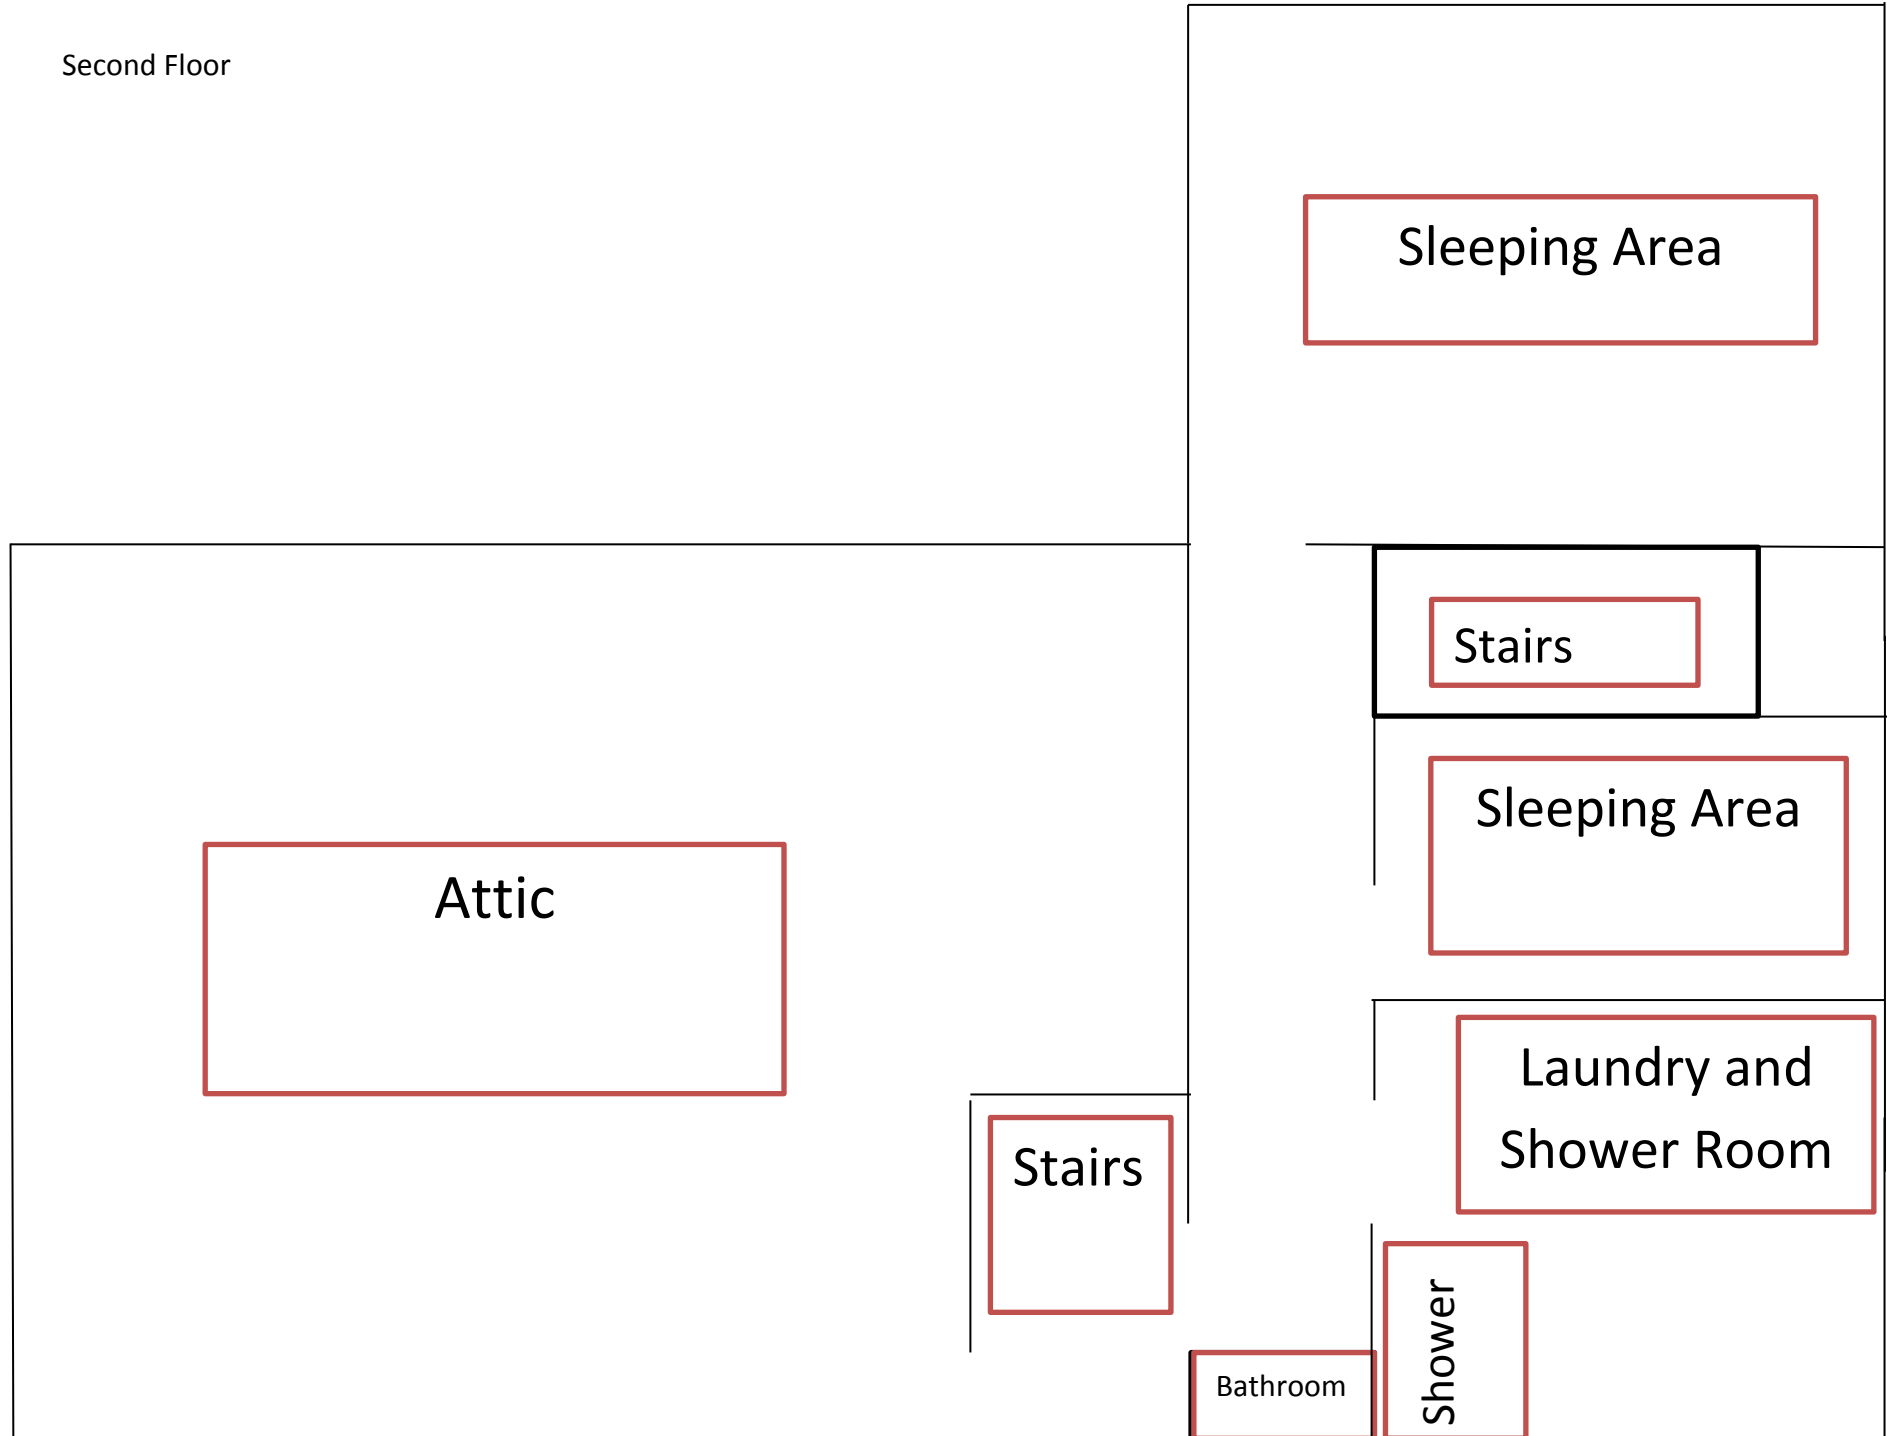 Second Floor
Sleeping Area
Stairs
Sleeping Area
Attic
Laundry and
Shower Room
Stairs
Shower
Bathroom